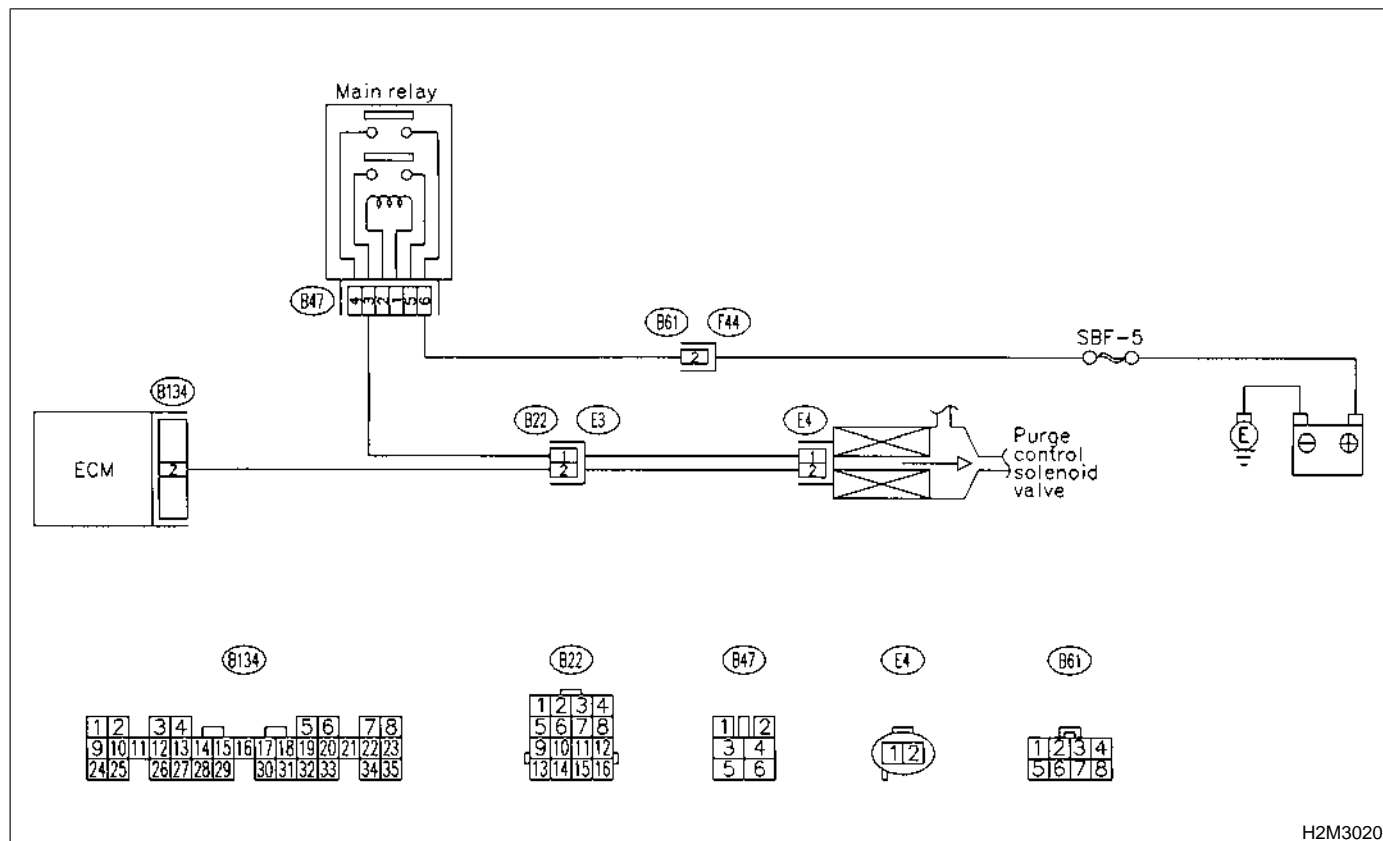 Main relay
B47
4 3 2 1 5 6
B61 F44
2
SBF-5
B134
ECM
2
B22 E3
1
2
E4
1
2
Purge
control
solenoid
valve
E
⊖ ⊕
B134
1 2 3 4 5 6 7 8
9 10 11 12 13 14 15 16 17 18 19 20 21 22 23
24 25 26 27 28 29 30 31 32 33 34 35
B22
1 2 3 4
5 6 7 8
9 10 11 12
13 14 15 16
B47
1 2
3 4
5 6
E4
1 2
B61
1 2 3 4
5 6 7 8
H2M3020